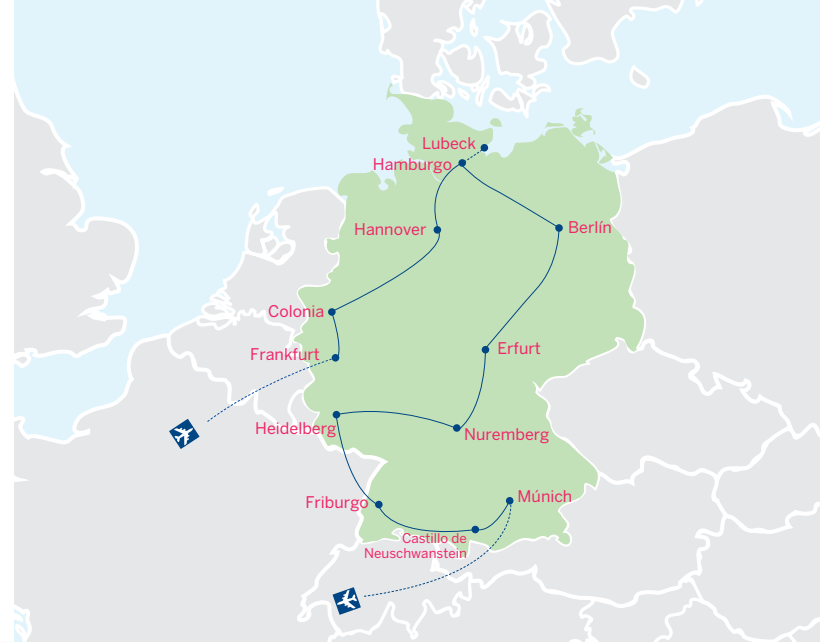 Lubeck
Hamburgo
Hannover
Berlín
Colonia
Frankfurt
Erfurt
Heidelberg
Nuremberg
Friburgo
Múnich
Castillo de
Neuschwanstein